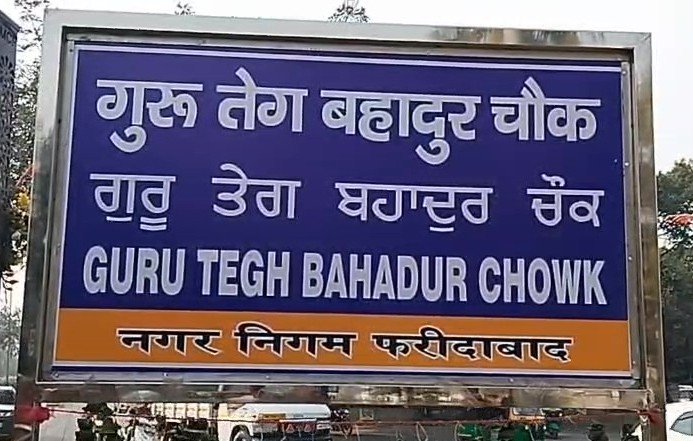 गुरू तेग बहादुर चौक
ਗੁਰੂ ਤੇਗ ਬਹਾਦੁਰ ਚੌਕ
GURU TEGH BAHADUR CHOWK
नगर निगम फरीदाबाद